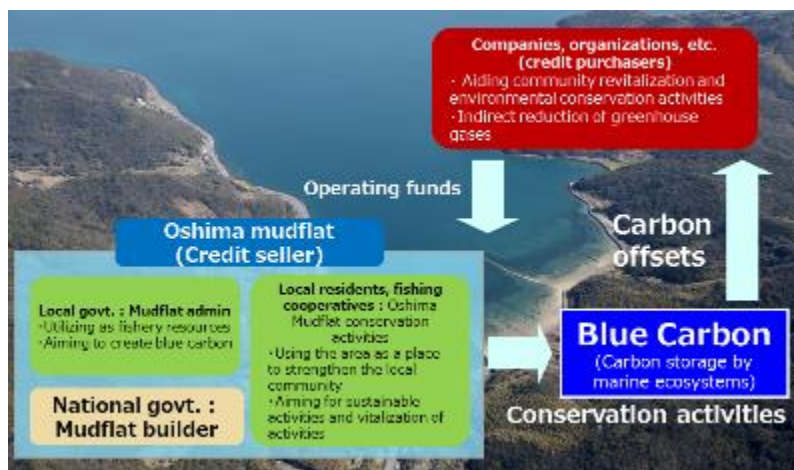 Companies, organizations, etc.
(credit purchasers)
・Aiding community revitalization and
environmental conservation activities
・Indirect reduction of greenhouse
gases
Operating funds
Carbon
offsets
Oshima mudflat
(Credit seller)
Local govt. : Mudflat admin
・Utilizing as fishery resources
・Aiming to create blue carbon
National govt. :
Mudflat builder
Local residents, fishing
cooperatives : Oshima
Mudflat conservation
activities
・Using the area as a place
to strengthen the local
community
・Aiming for sustainable
activities and vitalization of
activities
Blue Carbon
(Carbon storage by
marine ecosystems)
Conservation activities